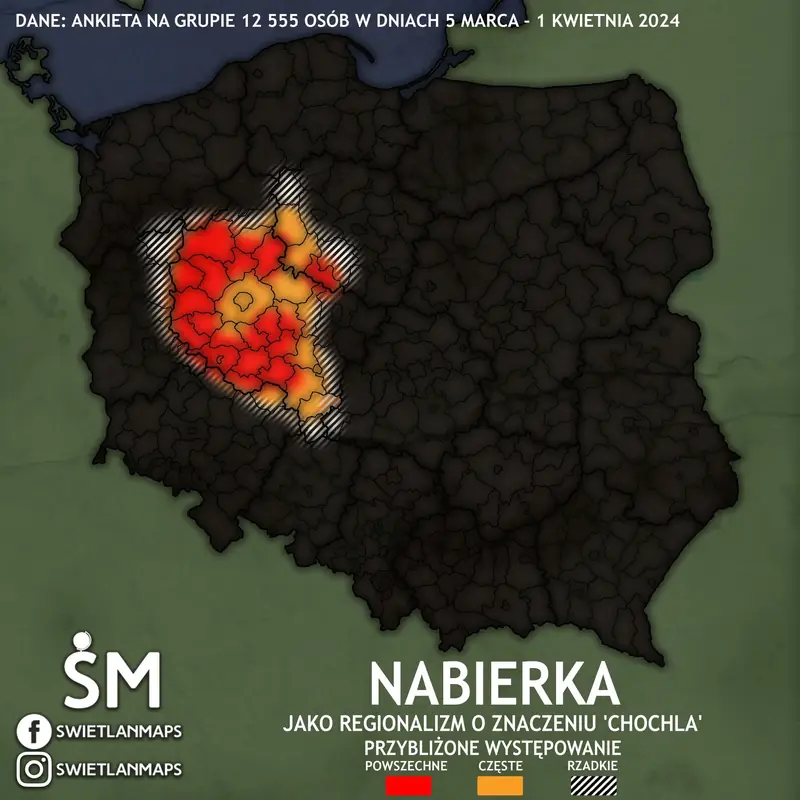 DANE: ANKIETA NA GRUPIE 12 555 OSÓB W DNIACH 5 MARCA - 1 KWIETNIA 2024
ŚM
SWIETLANMAPS
SWIETLANMAPS
NABIERKA
JAKO REGIONALIZM O ZNACZENIU 'CHOCHLA'
PRZYBLIŻONE WYSTĘPOWANIE
POWSZECHNE CZĘSTE RZADKIE